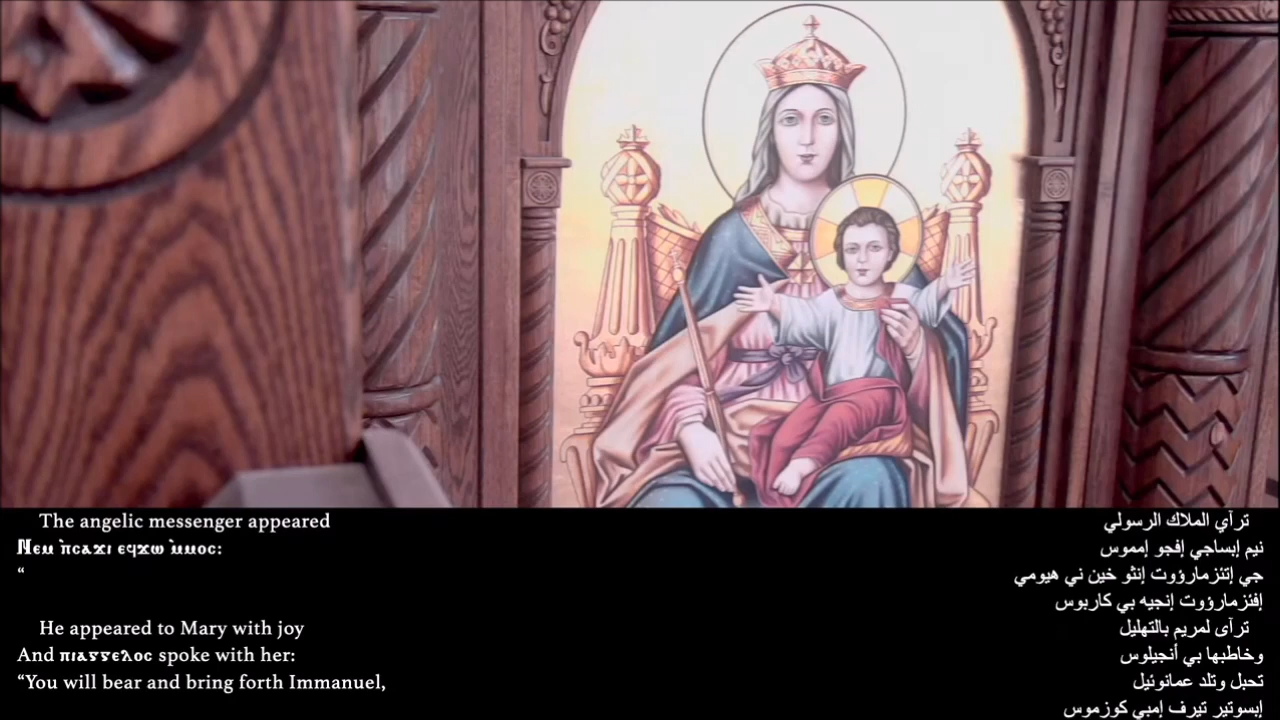 The angelic messenger appeared
Ⲛⲉⲙ ⲡ̀ⲥⲁϫⲓ ⲉϥϫⲱ ⲙ̀ⲙⲟⲥ:
“
He appeared to Mary with joy
And ⲡⲓⲁⲅⲅⲉⲗⲟⲥ spoke with her:
“You will bear and bring forth Immanuel,
ترآي الملاك الرسولي
نيم إبساجي إفجو إمموس
جي إتئزمارؤوت إنثو خين ني هيومي
إفئزمارؤوت إنجيه بي كاربوس
ترآى لمريم بالتهليل
وخاطبها بي أنجيلوس
تحبل وتلد عمانوئيل
إبسوتير تيرف إمبي كوزموس